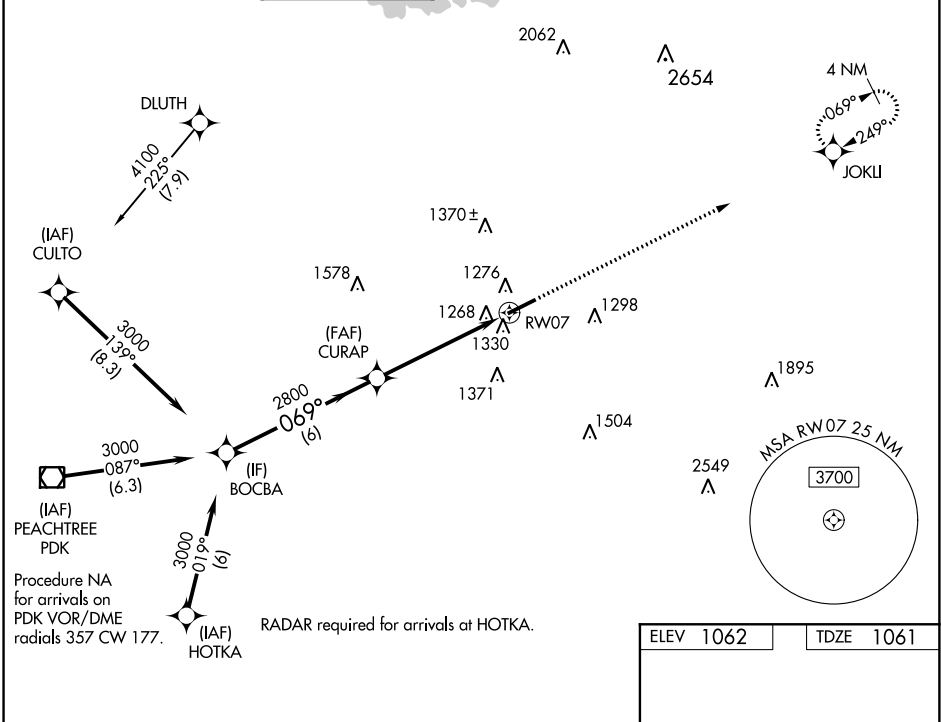 2062
2654
4 NM
069°
249°
JOKLI
DLUTH
4100
225°
(7.9)
1370±
(IAF)
CULTO
1578
1276
1268
RW07
1298
1330
3000
139°
(8.3)
(FAF)
CURAP
1371
1895
2800
069°
(6)
1504
MSA RW07 25 NM
3700
2549
3000
087°
(6.3)
(IF)
BOCBA
(IAF)
PEACHTREE
PDK
3000
019°
(6)
Procedure NA
for arrivals on
PDK VOR/DME
radials 357 CW 177.
(IAF)
HOTKA
RADAR required for arrivals at HOTKA.
ELEV 1062
TDZE 1061